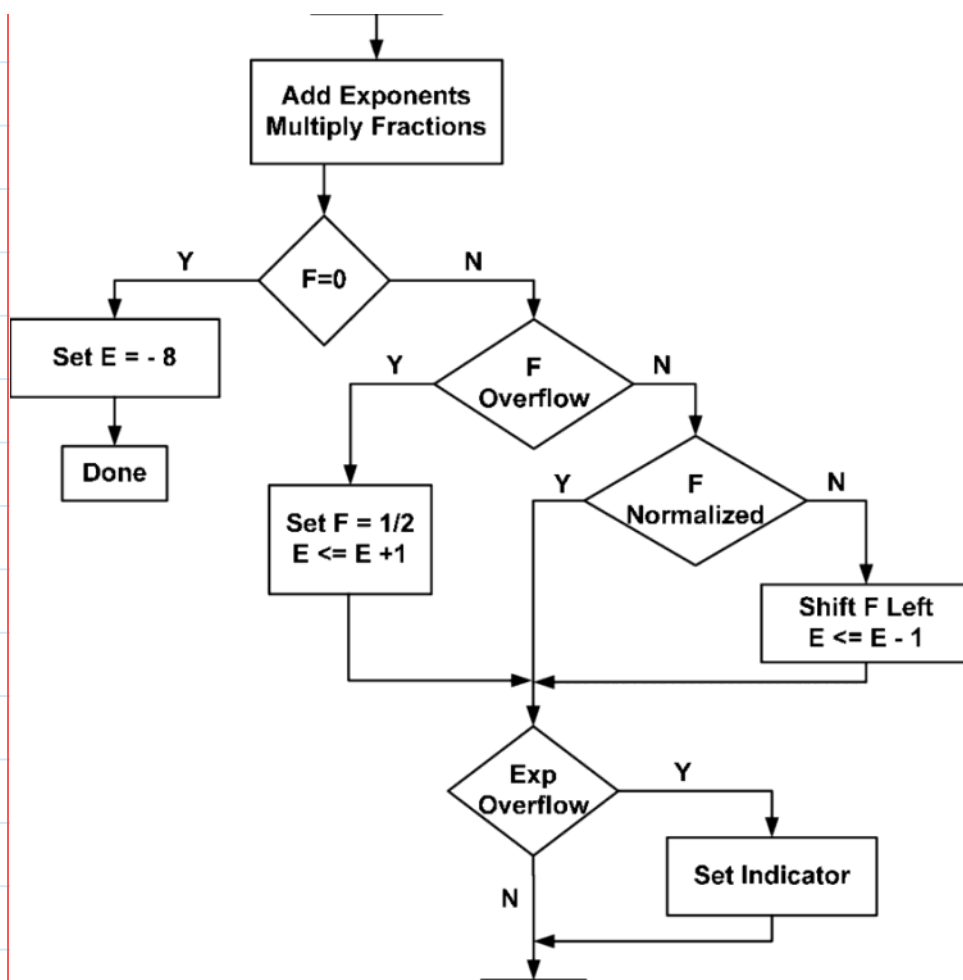 Add Exponents
Multiply Fractions
F=0
Y
N
Set E = - 8
Done
F
Overflow
Y
N
Set F = 1/2
E <= E +1
F
Normalized
Y
N
Shift F Left
E <= E - 1
Exp
Overflow
Y
Set Indicator
N